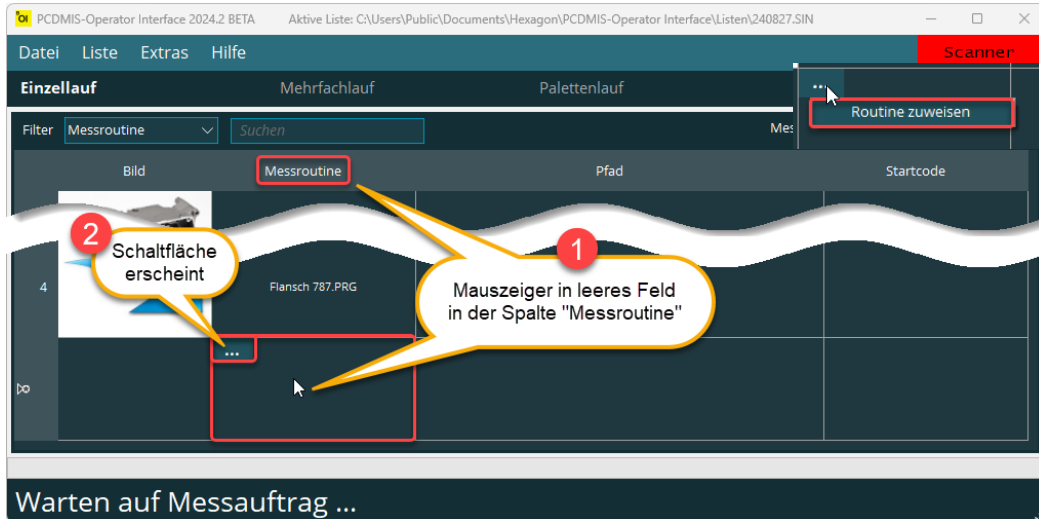 OI PCDMIS-Operator Interface 2024.2 BETA Aktive Liste: C:\Users\Public\Documents\Hexagon\PCDMIS-Operator Interface\Listen\240827.SIN
Datei Liste Extras Hilfe Scanner
Einzellauf Mehrfachlauf Palettenlauf ...
Routine zuweisen
Filter Messroutine Suchen Mes
Bild Messroutine Pfad Startcode
2
Schaltfläche
erscheint
1
Mauszeiger in leeres Feld
in der Spalte "Messroutine"
4 Flansch 787.PRG
...
Warten auf Messauftrag ...